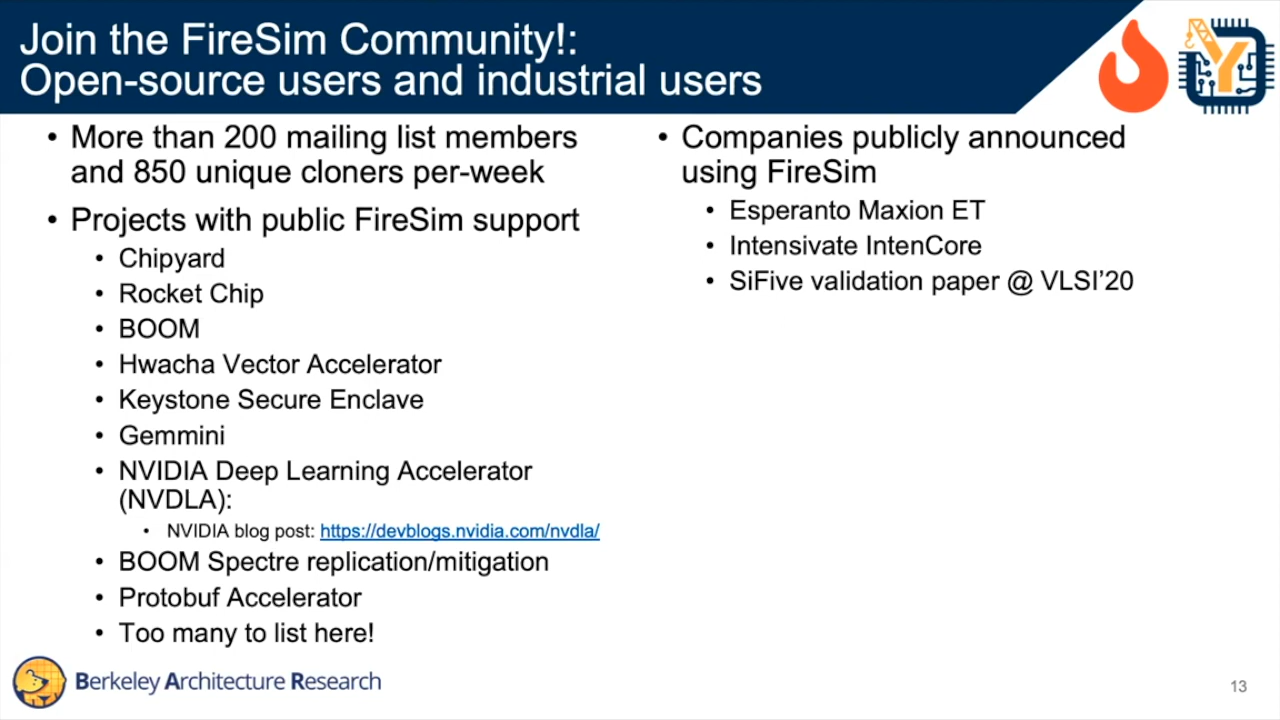 Join the FireSim Community!:
Open-source users and industrial users
• More than 200 mailing list members
and 850 unique cloners per-week
• Projects with public FireSim support
• Chipyard
• Rocket Chip
• BOOM
• Hwacha Vector Accelerator
• Keystone Secure Enclave
• Gemmini
• NVIDIA Deep Learning Accelerator
(NVDLA):
• NVIDIA blog post: https://devblogs.nvidia.com/nvdla/
• BOOM Spectre replication/mitigation
• Protobuf Accelerator
• Too many to list here!
• Companies publicly announced
using FireSim
• Esperanto Maxion ET
• Intensivate IntenCore
• SiFive validation paper @ VLSI’20
Berkeley Architecture Research
13